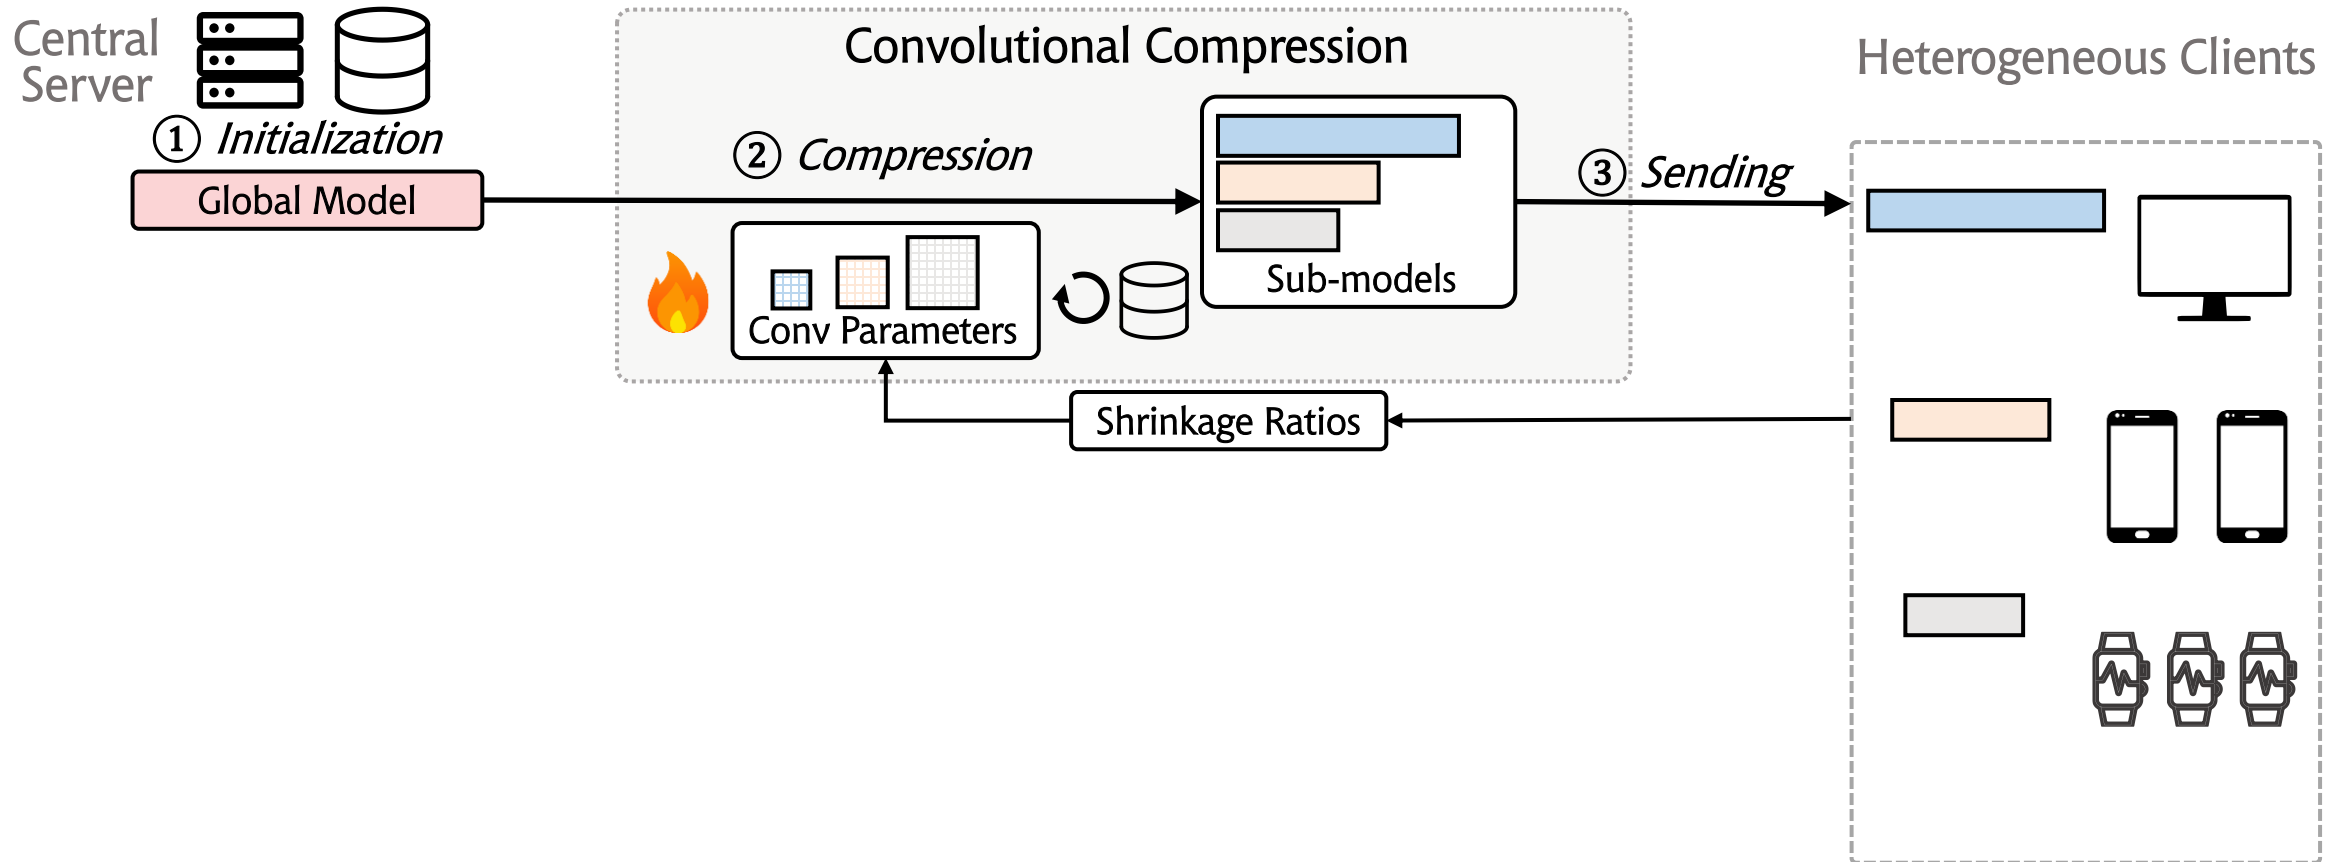 Central
Server
① Initialization
Global Model
Convolutional Compression
② Compression
Sub-models
Conv Parameters
③ Sending
Shrinkage Ratios
Heterogeneous Clients